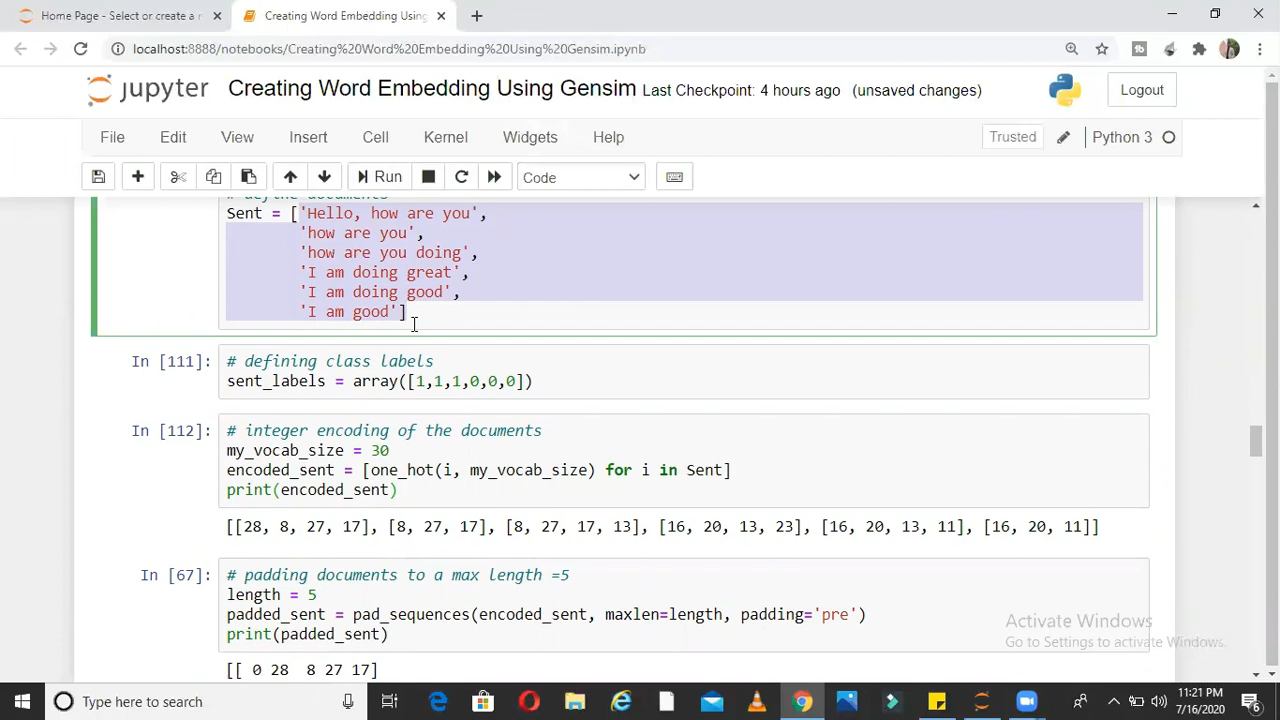 Home Page - Select or create a n
Creating Word Embedding Using
localhost:8888/notebooks/Creating%20Word%20Embedding%20Using%20Gensim.ipynb
jupyter Creating Word Embedding Using Gensim Last Checkpoint: 4 hours ago (unsaved changes) Logout
File Edit View Insert Cell Kernel Widgets Help Trusted Python 3
Run Code
# define documents
Sent = ['Hello, how are you',
'how are you',
'how are you doing',
'I am doing great',
'I am doing good',
'I am good']
In [111]: # defining class labels
sent_labels = array([1,1,1,0,0,0])
In [112]: # integer encoding of the documents
my_vocab_size = 30
encoded_sent = [one_hot(i, my_vocab_size) for i in Sent]
print(encoded_sent)
[[28, 8, 27, 17], [8, 27, 17], [8, 27, 17, 13], [16, 20, 13, 23], [16, 20, 13, 11], [16, 20, 11]]
In [67]: # padding documents to a max length =5
length = 5
padded_sent = pad_sequences(encoded_sent, maxlen=length, padding='pre')
print(padded_sent)
[[ 0 28  8 27 17]
Activate Windows
Go to Settings to activate Windows.
Type here to search
11:21 PM
7/16/2020
6